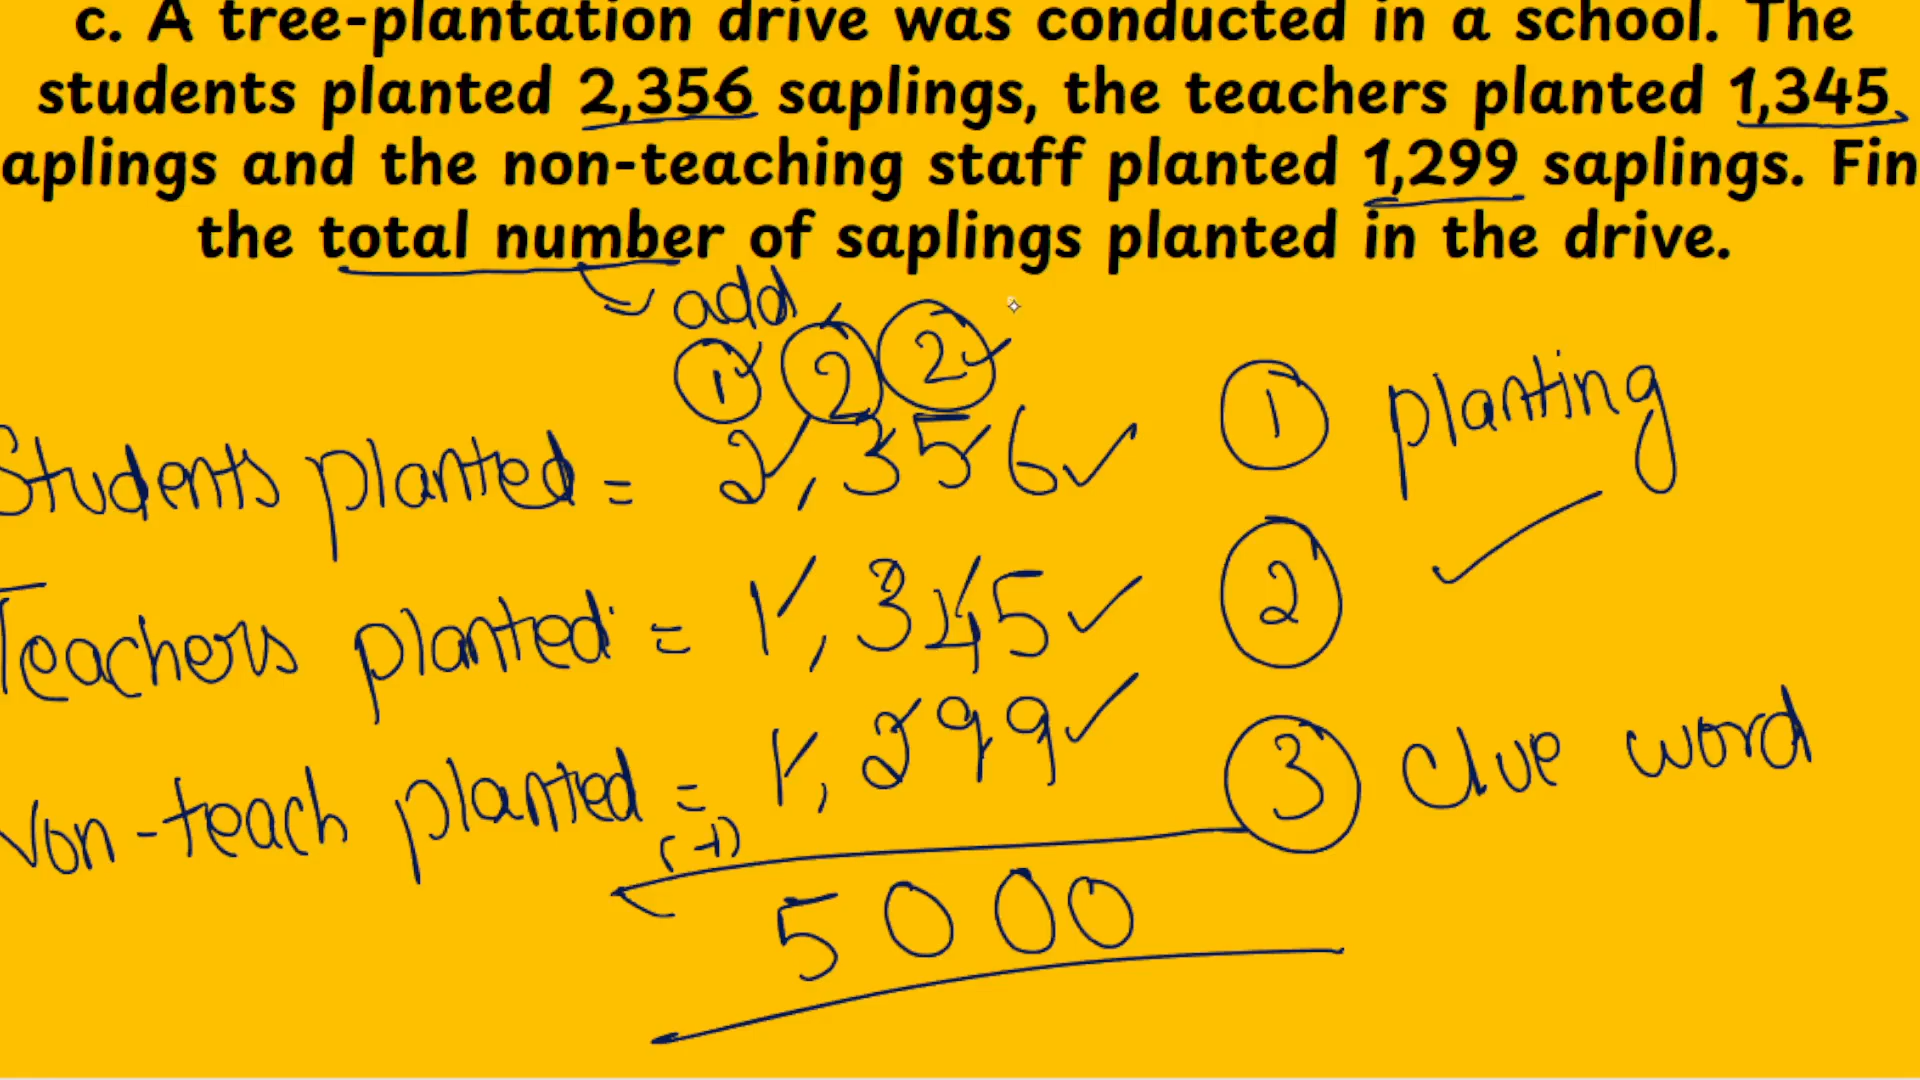 c. A tree-plantation drive was conducted in a school. The
students planted 2,356 saplings, the teachers planted 1,345
aplings and the non-teaching staff planted 1,299 saplings. Fin
the total number of saplings planted in the drive.
add
1 2 2
Students planted = 2,356
1 planting
Teachers planted = 1,345
2
Non-teach planted = 1,299
3 Clue word
(+)
5000